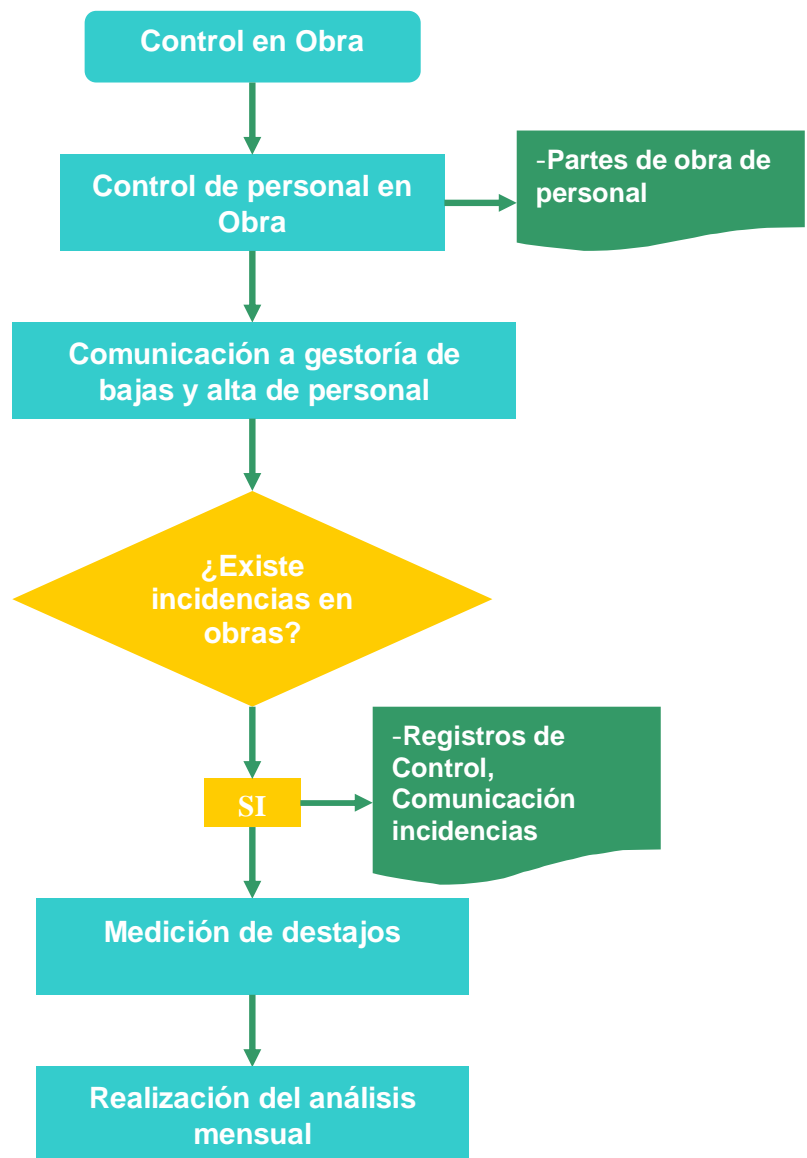 Control en Obra
Control de personal en
Obra
-Partes de obra de
personal
Comunicación a gestoría de
bajas y alta de personal
¿Existe
incidencias en
obras?
SI
-Registros de
Control,
Comunicación
incidencias
Medición de destajos
Realización del análisis
mensual